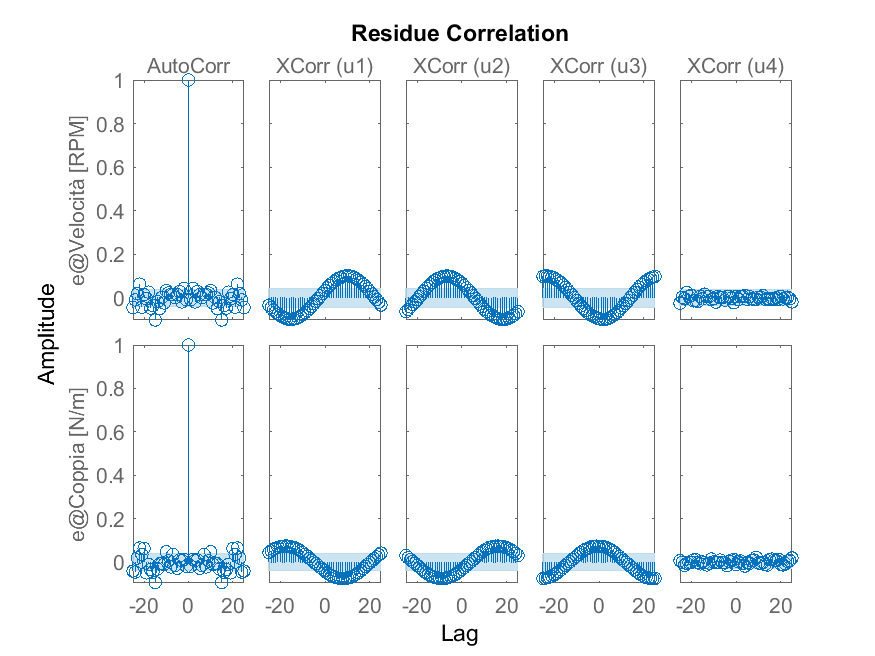 Residue Correlation
AutoCorr XCorr (u1) XCorr (u2) XCorr (u3) XCorr (u4)
e@Velocità [RPM]
1
0.8
0.6
0.4
0.2
0
Amplitude
e@Coppia [N/m]
1
0.8
0.6
0.4
0.2
0
-20 0 20 -20 0 20 -20 0 20 -20 0 20 -20 0 20
Lag